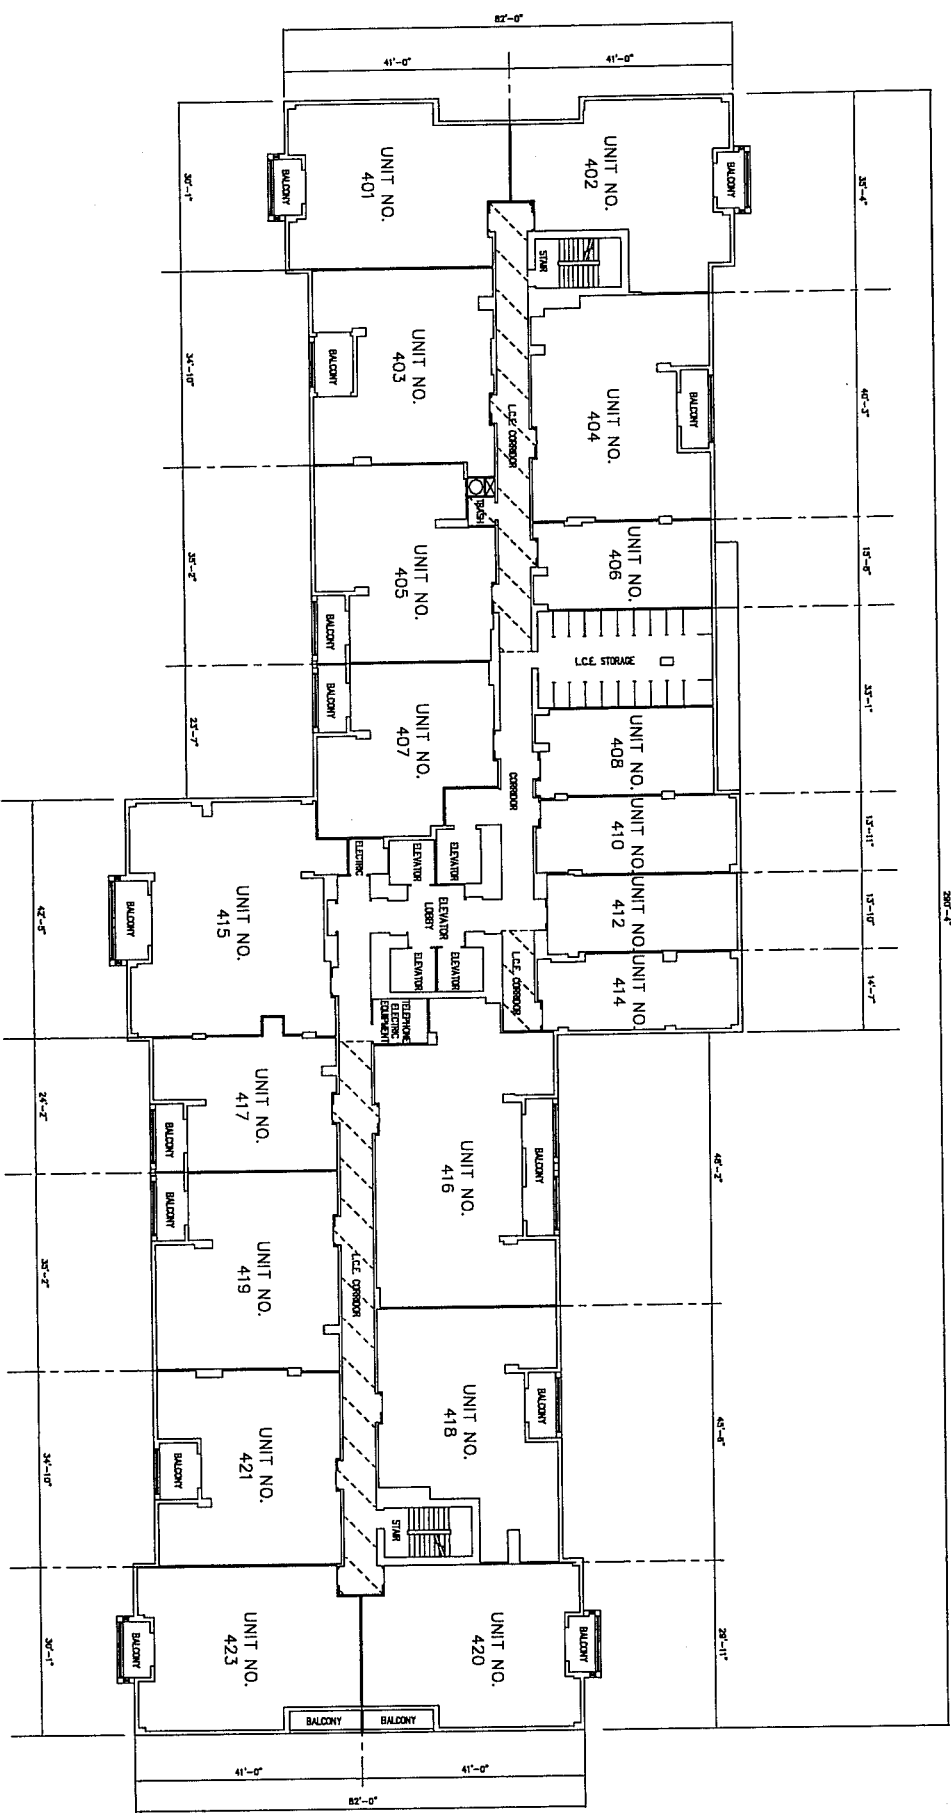 82'-0"
41'-0"
41'-0"
290'-4"
30'-1"
35'-4"
UNIT NO.
401
UNIT NO.
402
BALCONY
BALCONY
STAIR
34'-10"
40'-2"
UNIT NO.
403
BALCONY
L.C.E. CORRIDOR
UNIT NO.
404
BALCONY
TRASH
35'-2"
UNIT NO.
405
BALCONY
UNIT NO.
406
L.C.E. STORAGE
23'-7"
BALCONY
UNIT NO.
407
CORRIDOR
UNIT NO.
408
33'-1"
UNIT NO.
410
13'-11"
UNIT NO.
412
13'-10"
UNIT NO.
414
14'-7"
ELECTRIC
ELEVATOR
ELEVATOR
ELEVATOR
LOBBY
ELEVATOR
ELEVATOR
L.C.E. CORRIDOR
TELEPHONE
ELECTRIC
EQUIPMENT
42'-5"
UNIT NO.
415
BALCONY
24'-2"
UNIT NO.
417
BALCONY
UNIT NO.
416
BALCONY
48'-2"
35'-2"
BALCONY
UNIT NO.
419
L.C.E. CORRIDOR
UNIT NO.
418
BALCONY
34'-10"
UNIT NO.
421
BALCONY
STAIR
30'-1"
UNIT NO.
423
BALCONY
UNIT NO.
420
BALCONY
29'-11"
BALCONY
BALCONY
41'-0"
41'-0"
82'-0"